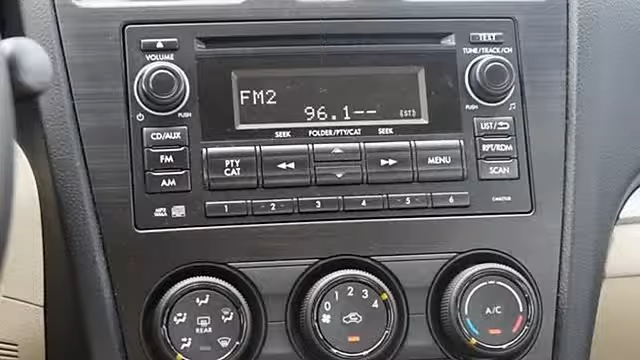 TEXT
VOLUME
TUNE/TRACK/CH
FM2
96.1--
ST
PUSH
PUSH
SEEK FOLDER/PTY/CAT SEEK
CD/AUX
FM
AM
PTY CAT
MENU
LIST/
RPT/RDM
SCAN
MP3
WMA
1 -2- 3 4 -5- 6
REAR
0 1 2 3 4
A/C